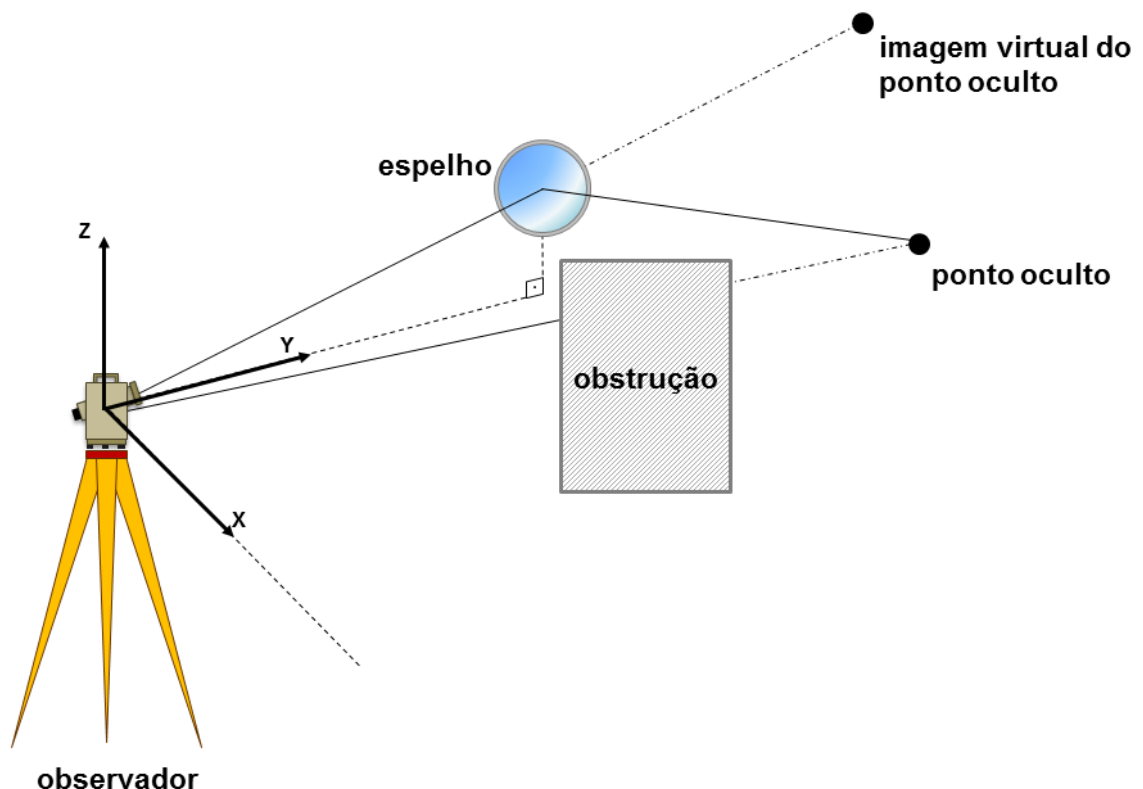 imagem virtual do
ponto oculto
espelho
Z
ponto oculto
Y
obstrução
X
observador